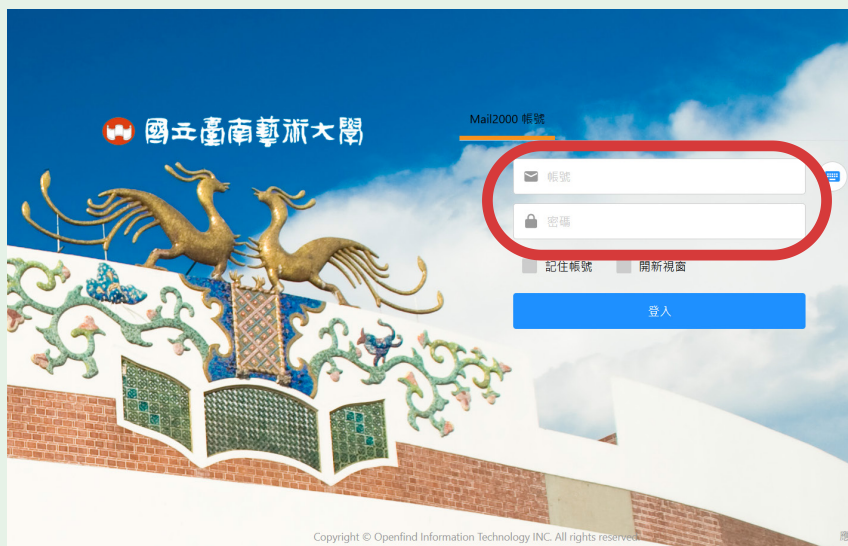 國立臺南藝術大學
Mail2000 帳號
帳號
密碼
記住帳號
開新視窗
登入
Copyright © Openfind Information Technology INC. All rights reserved.